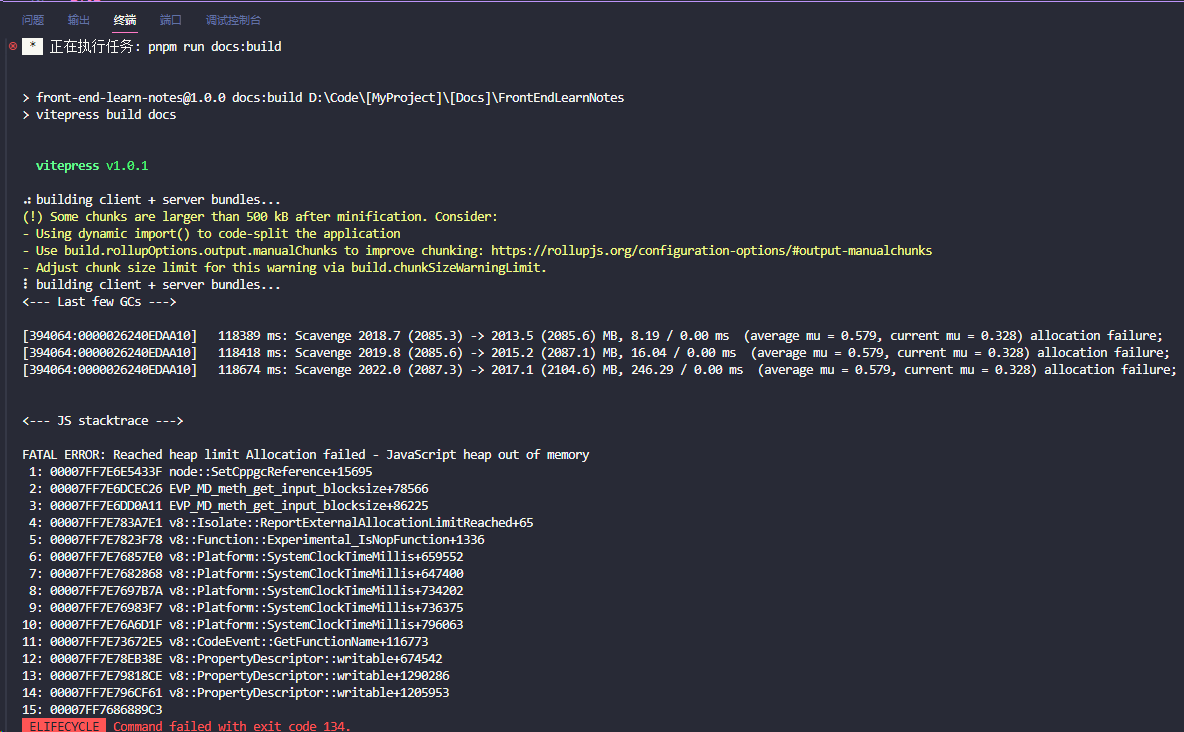 问题 输出 终端 端口 调试控制台
* 正在执行任务: pnpm run docs:build
> front-end-learn-notes@1.0.0 docs:build D:\Code\[MyProject]\[Docs]\FrontEndLearnNotes
> vitepress build docs
vitepress v1.0.1
building client + server bundles...
(!) Some chunks are larger than 500 kB after minification. Consider:
- Using dynamic import() to code-split the application
- Use build.rollupOptions.output.manualChunks to improve chunking: https://rollupjs.org/configuration-options/#output-manualchunks
- Adjust chunk size limit for this warning via build.chunkSizeWarningLimit.
building client + server bundles...
<--- Last few GCs --->
[394064:0000026240EDAA10]   118389 ms: Scavenge 2018.7 (2085.3) -> 2013.5 (2085.6) MB, 8.19 / 0.00 ms  (average mu = 0.579, current mu = 0.328) allocation failure;
[394064:0000026240EDAA10]   118418 ms: Scavenge 2019.8 (2085.6) -> 2015.2 (2087.1) MB, 16.04 / 0.00 ms  (average mu = 0.579, current mu = 0.328) allocation failure;
[394064:0000026240EDAA10]   118674 ms: Scavenge 2022.0 (2087.3) -> 2017.1 (2104.6) MB, 246.29 / 0.00 ms  (average mu = 0.579, current mu = 0.328) allocation failure;
<--- JS stacktrace --->
FATAL ERROR: Reached heap limit Allocation failed - JavaScript heap out of memory
1: 00007FF7E6E5433F node::SetCppgcReference+15695
2: 00007FF7E6DCEC26 EVP_MD_meth_get_input_blocksize+78566
3: 00007FF7E6DD0A11 EVP_MD_meth_get_input_blocksize+86225
4: 00007FF7E783A7E1 v8::Isolate::ReportExternalAllocationLimitReached+65
5: 00007FF7E7823F78 v8::Function::Experimental_IsNopFunction+1336
6: 00007FF7E76857E0 v8::Platform::SystemClockTimeMillis+659552
7: 00007FF7E7682868 v8::Platform::SystemClockTimeMillis+647400
8: 00007FF7E7697B7A v8::Platform::SystemClockTimeMillis+734202
9: 00007FF7E76983F7 v8::Platform::SystemClockTimeMillis+736375
10: 00007FF7E76A6D1F v8::Platform::SystemClockTimeMillis+796063
11: 00007FF7E73672E5 v8::CodeEvent::GetFunctionName+116773
12: 00007FF7E78EB38E v8::PropertyDescriptor::writable+674542
13: 00007FF7E79818CE v8::PropertyDescriptor::writable+1290286
14: 00007FF7E796CF61 v8::PropertyDescriptor::writable+1205953
15: 00007FF7686889C3
ELIFECYCLE  Command failed with exit code 134.